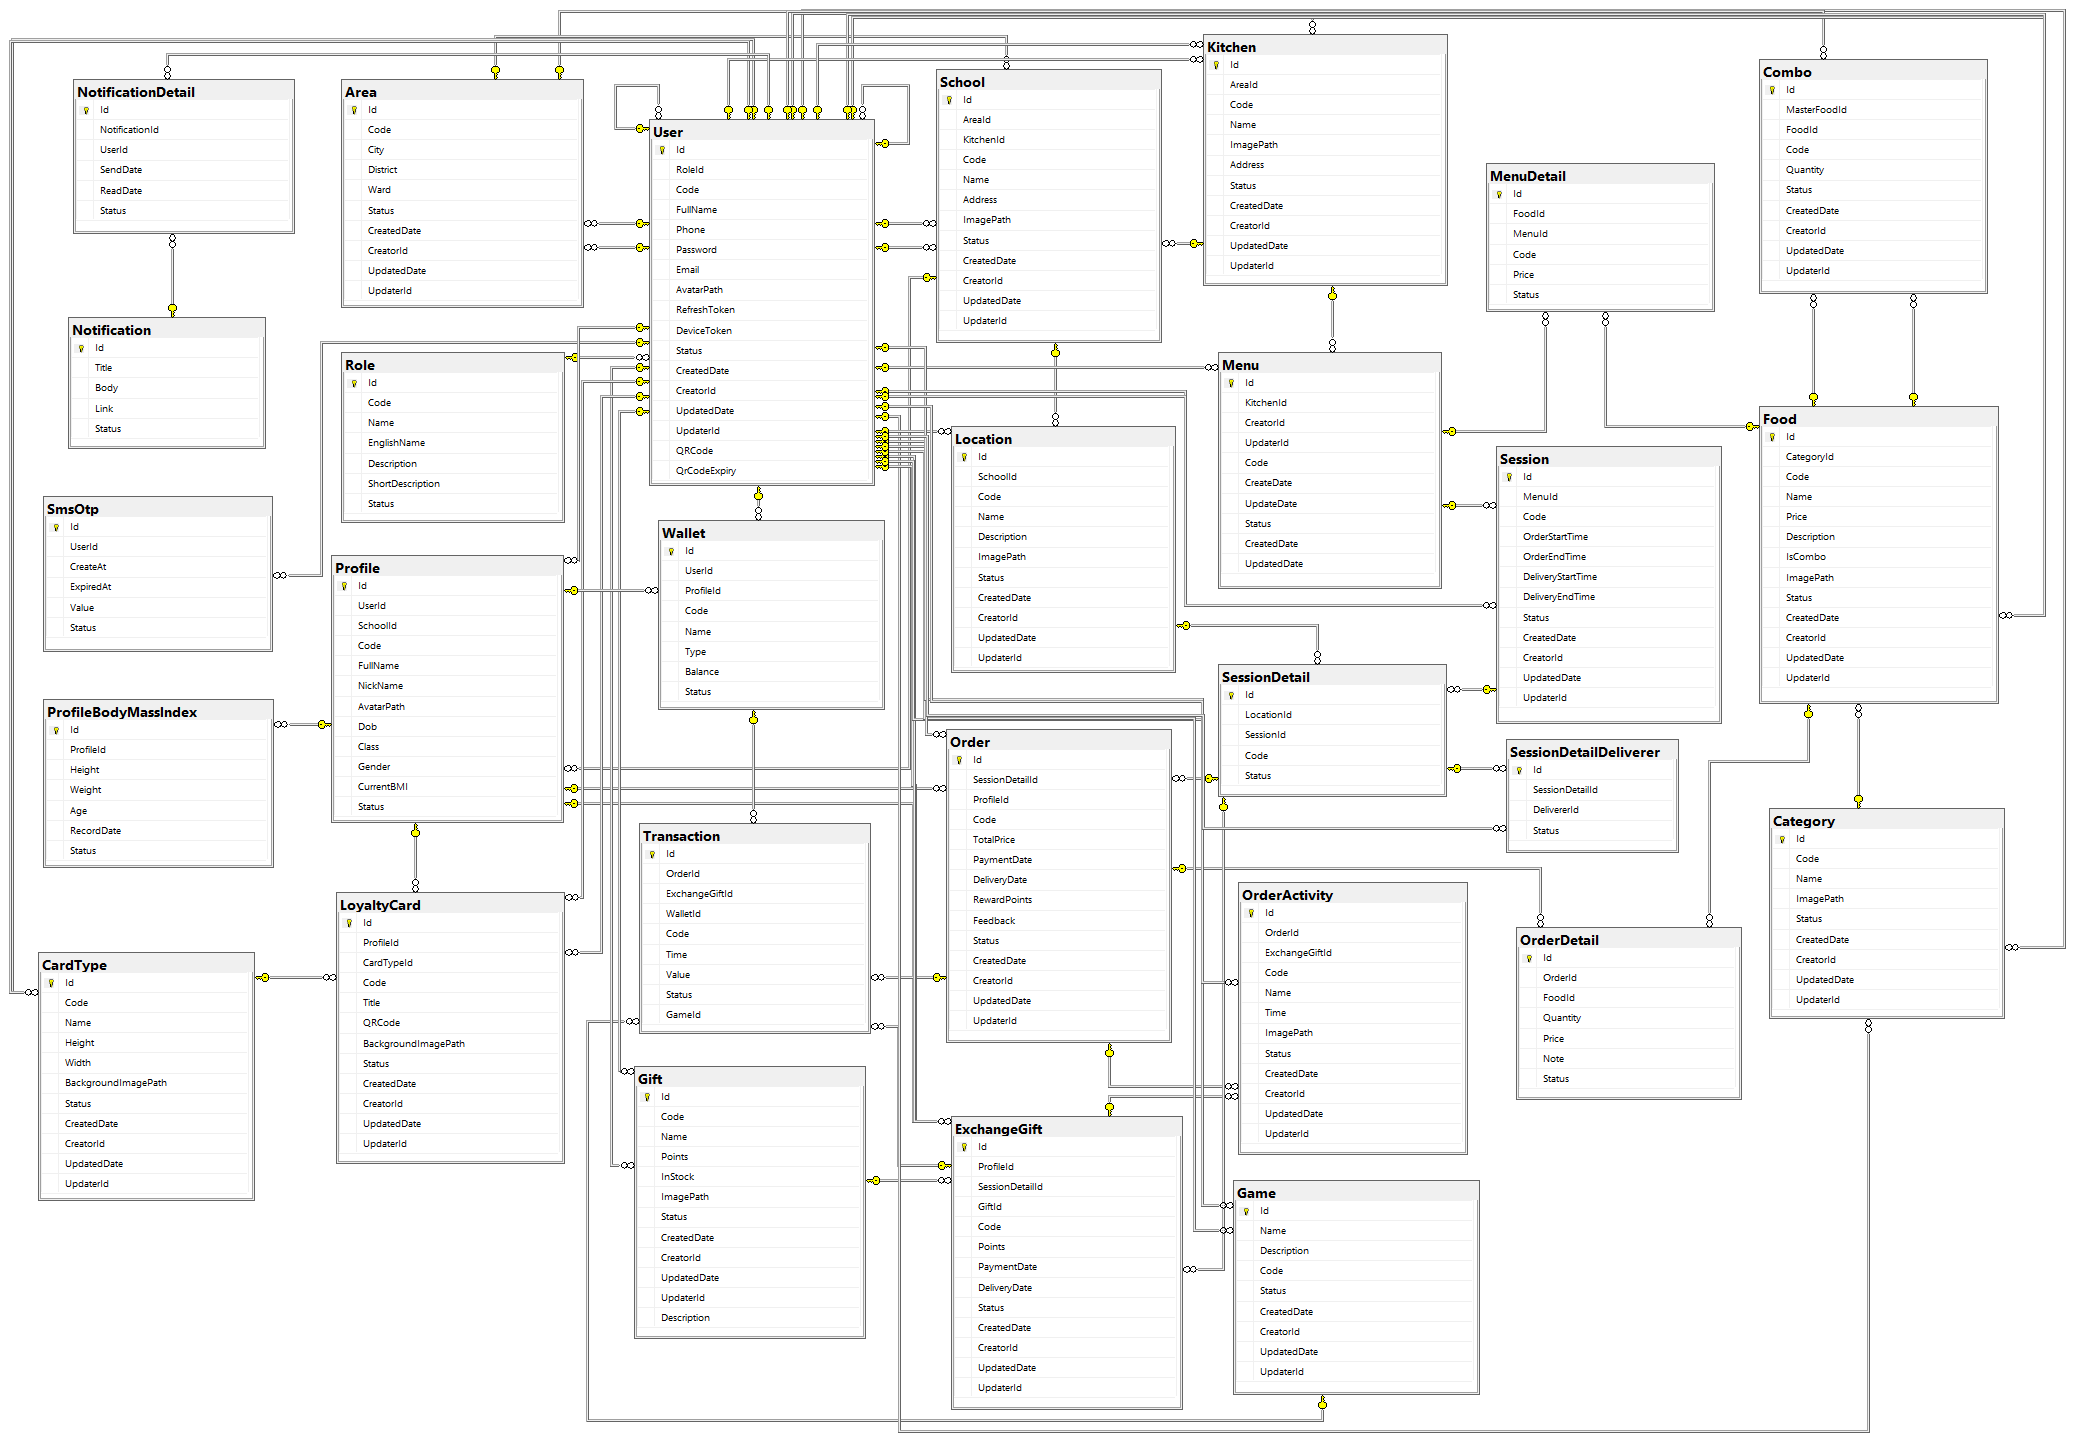 NotificationDetail
Id
NotificationId
UserId
SendDate
ReadDate
Status
Area
Id
Code
City
District
Ward
Status
CreatedDate
CreatorId
UpdatedDate
UpdaterId
User
Id
RoleId
Code
FullName
Phone
Password
Email
AvatarPath
RefreshToken
DeviceToken
Status
CreatedDate
CreatorId
UpdatedDate
UpdaterId
QRCode
QrCodeExpiry
School
Id
AreaId
KitchenId
Code
Name
Address
ImagePath
Status
CreatedDate
CreatorId
UpdatedDate
UpdaterId
Kitchen
Id
AreaId
Code
Name
ImagePath
Address
Status
CreatedDate
CreatorId
UpdatedDate
UpdaterId
MenuDetail
Id
FoodId
MenuId
Code
Price
Status
Combo
Id
MasterFoodId
FoodId
Code
Quantity
Status
CreatedDate
CreatorId
UpdatedDate
UpdaterId
Notification
Id
Title
Body
Link
Status
Role
Id
Code
Name
EnglishName
Description
ShortDescription
Status
Menu
Id
KitchenId
CreatorId
UpdaterId
Code
CreateDate
UpdateDate
Status
CreatedDate
UpdatedDate
Location
Id
SchoolId
Code
Name
Description
ImagePath
Status
CreatedDate
CreatorId
UpdatedDate
UpdaterId
Session
Id
MenuId
Code
OrderStartTime
OrderEndTime
DeliveryStartTime
DeliveryEndTime
Status
CreatedDate
CreatorId
UpdatedDate
UpdaterId
Food
Id
CategoryId
Code
Name
Price
Description
IsCombo
ImagePath
Status
CreatedDate
CreatorId
UpdatedDate
UpdaterId
SmsOtp
Id
UserId
CreateAt
ExpiredAt
Value
Status
Profile
Id
UserId
SchoolId
Code
FullName
NickName
AvatarPath
Dob
Class
Gender
CurrentBMI
Status
Wallet
Id
UserId
ProfileId
Code
Name
Type
Balance
Status
SessionDetail
Id
LocationId
SessionId
Code
Status
ProfileBodyMassIndex
Id
ProfileId
Height
Weight
Age
RecordDate
Status
Order
Id
SessionDetailId
ProfileId
Code
TotalPrice
PaymentDate
DeliveryDate
RewardPoints
Feedback
Status
CreatedDate
CreatorId
UpdatedDate
UpdaterId
SessionDetailDeliverer
Id
SessionDetailId
DelivererId
Status
Category
Id
Code
Name
ImagePath
Status
CreatedDate
CreatorId
UpdatedDate
UpdaterId
Transaction
Id
OrderId
ExchangeGiftId
WalletId
Code
Time
Value
Status
GameId
LoyaltyCard
Id
ProfileId
CardTypeId
Code
Title
QRCode
BackgroundImagePath
Status
CreatedDate
CreatorId
UpdatedDate
UpdaterId
OrderActivity
Id
OrderId
ExchangeGiftId
Code
Name
Time
ImagePath
Status
CreatedDate
CreatorId
UpdatedDate
UpdaterId
OrderDetail
Id
OrderId
FoodId
Quantity
Price
Note
Status
CardType
Id
Code
Name
Height
Width
BackgroundImagePath
Status
CreatedDate
CreatorId
UpdatedDate
UpdaterId
Gift
Id
Code
Name
Points
InStock
ImagePath
Status
CreatedDate
CreatorId
UpdatedDate
UpdaterId
Description
ExchangeGift
Id
ProfileId
SessionDetailId
GiftId
Code
Points
PaymentDate
DeliveryDate
Status
CreatedDate
CreatorId
UpdatedDate
UpdaterId
Game
Id
Name
Description
Code
Status
CreatedDate
CreatorId
UpdatedDate
UpdaterId